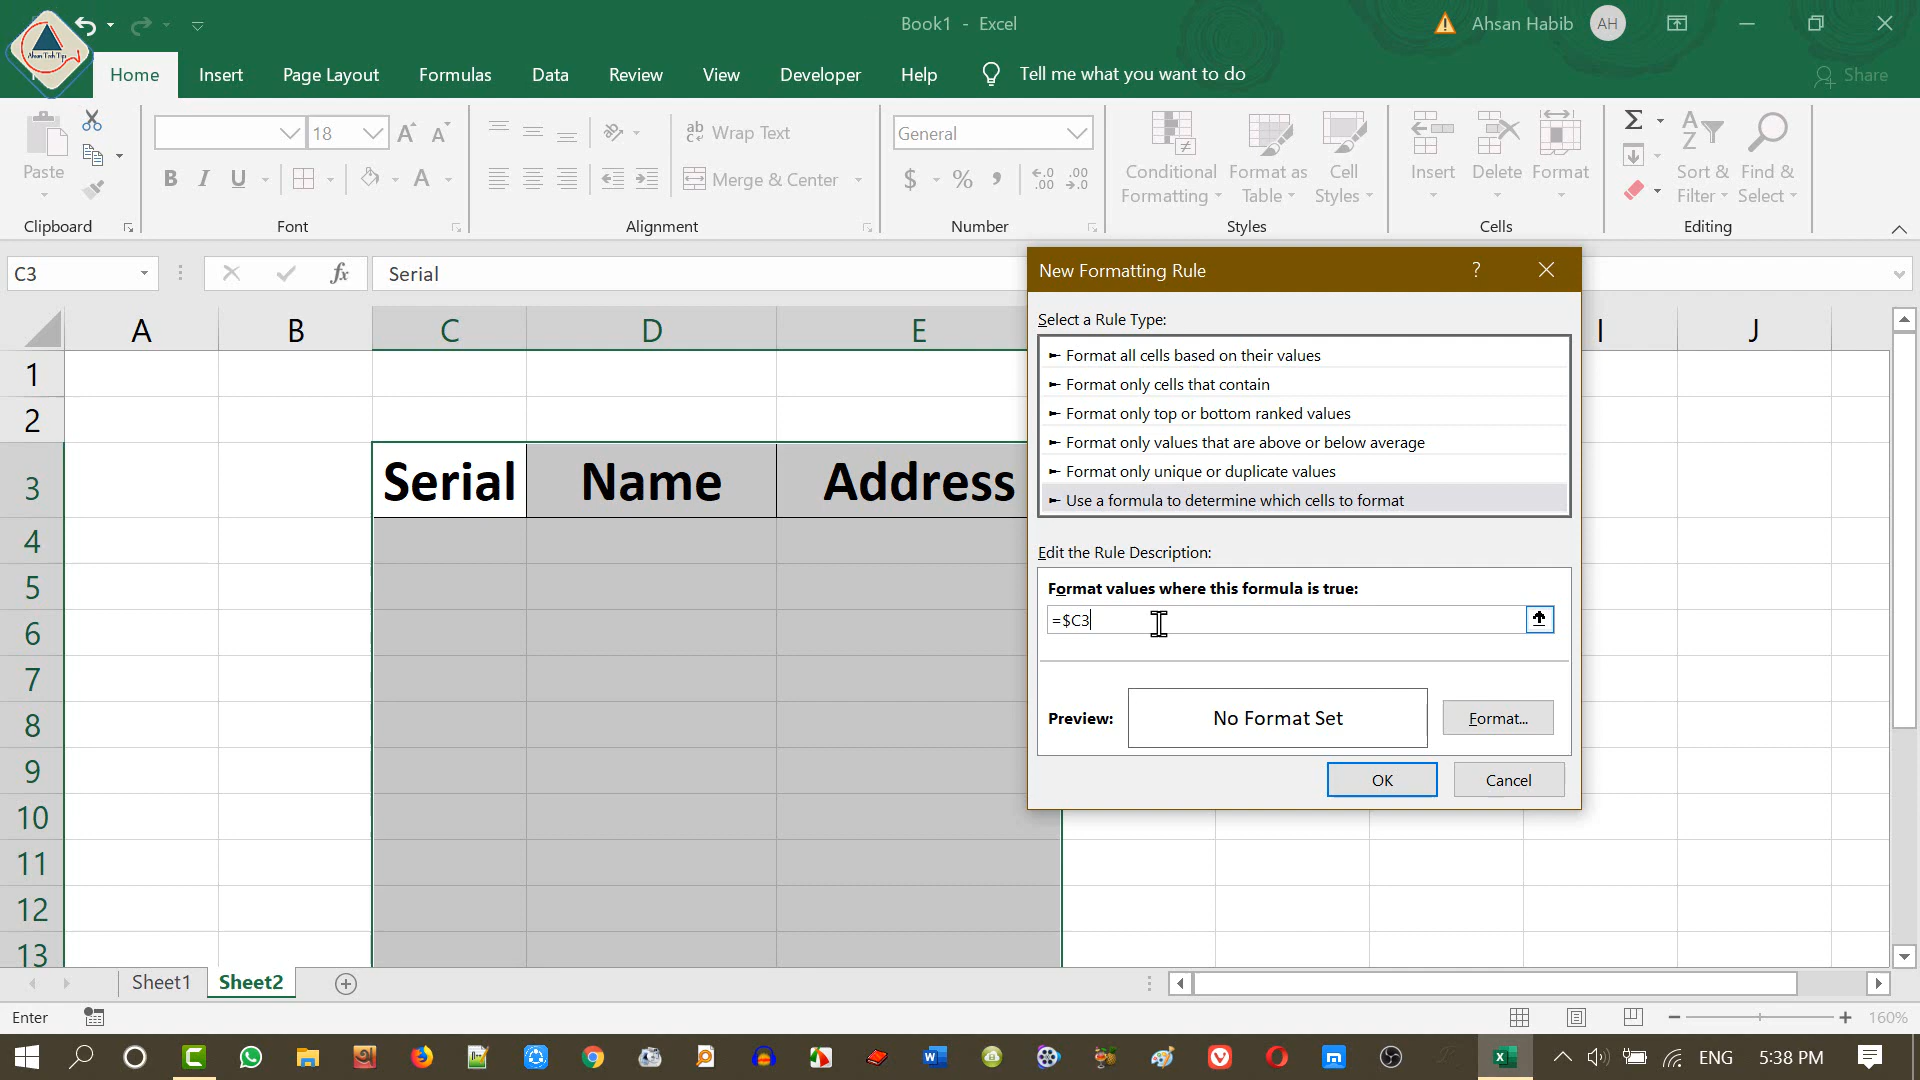 Book1 - Excel
Ahsan Habib AH
Home Insert Page Layout Formulas Data Review View Developer Help Tell me what you want to do Share
Ahsan Tech Tips
Paste
18
B I U
ab Wrap Text
Merge & Center
General
$ % ,
Conditional Formatting
Format as Table
Cell Styles
Insert Delete Format
Sort & Filter
Find & Select
Clipboard Font Alignment Number Styles Cells Editing
C3 fx Serial
A B C D E I J
1
2
3 Serial Name Address
4
5
6
7
8
9
10
11
12
13
New Formatting Rule ?
Select a Rule Type:
► Format all cells based on their values
► Format only cells that contain
► Format only top or bottom ranked values
► Format only values that are above or below average
► Format only unique or duplicate values
► Use a formula to determine which cells to format
Edit the Rule Description:
Format values where this formula is true:
=$C3
Preview: No Format Set Format...
OK Cancel
Sheet1 Sheet2
Enter 160%
ENG 5:38 PM